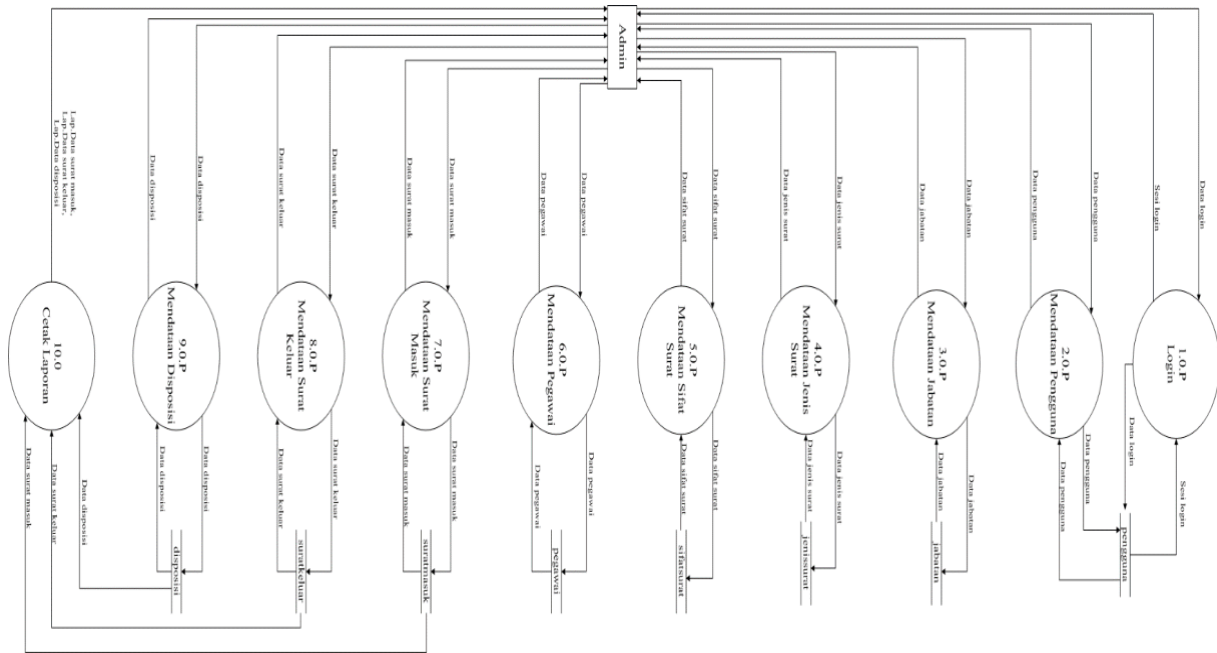 Admin
Data login
Sesi login
1.0.P
Login
Sesi login
Data login
pengguna
Data pengguna
Data pengguna
2.0.P
Mendataan Pengguna
Data pengguna
Data pengguna
Data jabatan
Data jabatan
3.0.P
Mendataan Jabatan
Data jabatan
Data jabatan
jabatan
Data jenis surat
Data jenis surat
4.0.P
Mendataan Jenis
Surat
Data jenis surat
Data jenis surat
jenissurat
Data sifat surat
Data sifat surat
5.0.P
Mendataan Sifat
Surat
Data sifat surat
Data sifat surat
sifatsurat
Data pegawai
Data pegawai
6.0.P
Mendataan Pegawai
Data pegawai
Data pegawai
pegawai
Data surat masuk
Data surat masuk
7.0.P
Mendataan Surat
Masuk
Data surat masuk
Data surat masuk
suratmasuk
Data surat keluar
Data surat keluar
8.0.P
Mendataan Surat
Keluar
Data surat keluar
Data surat keluar
suratkeluar
Data disposisi
Data disposisi
9.0.P
Mendataan Disposisi
Data disposisi
Data disposisi
disposisi
Lap.Data surat masuk,
Lap.Data surat keluar,
Lap.Data disposisi
10.0
Cetak Laporan
Data disposisi
Data surat keluar
Data surat masuk